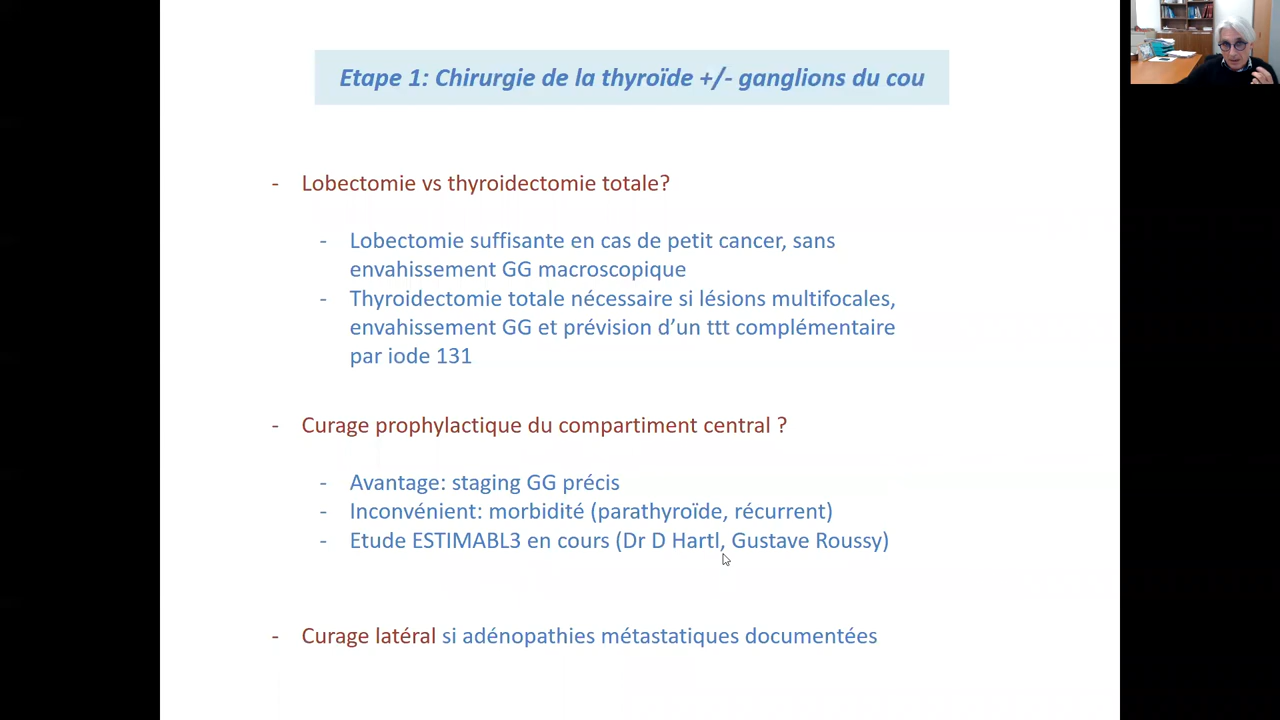 Etape 1: Chirurgie de la thyroïde +/- ganglions du cou
- Lobectomie vs thyroidectomie totale?
- Lobectomie suffisante en cas de petit cancer, sans
envahissement GG macroscopique
- Thyroidectomie totale nécessaire si lésions multifocales,
envahissement GG et prévision d’un ttt complémentaire
par iode 131
- Curage prophylactique du compartiment central ?
- Avantage: staging GG précis
- Inconvénient: morbidité (parathyroïde, récurrent)
- Etude ESTIMABL3 en cours (Dr D Hartl, Gustave Roussy)
- Curage latéral si adénopathies métastatiques documentées